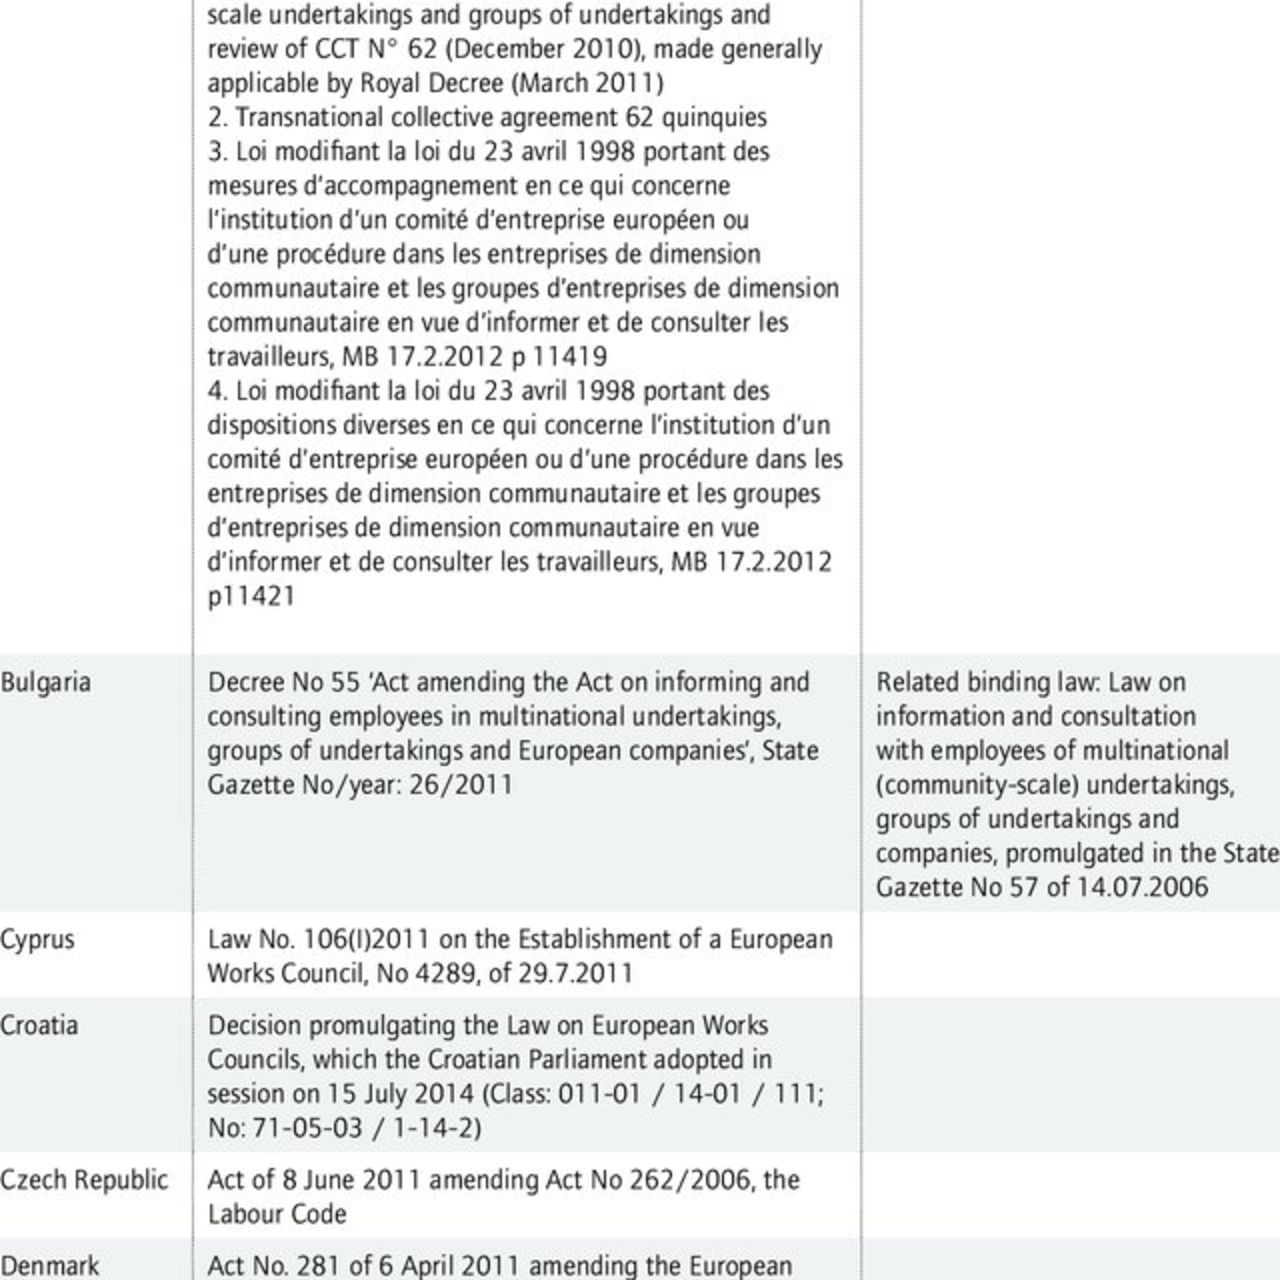 scale undertakings and groups of undertakings and
review of CCT N° 62 (December 2010), made generally
applicable by Royal Decree (March 2011)
2. Transnational collective agreement 62 quinquies
3. Loi modifiant la loi du 23 avril 1998 portant des
mesures d'accompagnement en ce qui concerne
l'institution d'un comité d'entreprise européen ou
d'une procédure dans les entreprises de dimension
communautaire et les groupes d'entreprises de dimension
communautaire en vue d'informer et de consulter les
travailleurs, MB 17.2.2012 p 11419
4. Loi modifiant la loi du 23 avril 1998 portant des
dispositions diverses en ce qui concerne l'institution d'un
comité d'entreprise européen ou d'une procédure dans les
entreprises de dimension communautaire et les groupes
d'entreprises de dimension communautaire en vue
d'informer et de consulter les travailleurs, MB 17.2.2012
p11421
Bulgaria
Decree No 55 'Act amending the Act on informing and
consulting employees in multinational undertakings,
groups of undertakings and European companies', State
Gazette No/year: 26/2011
Related binding law: Law on
information and consultation
with employees of multinational
(community-scale) undertakings,
groups of undertakings and
companies, promulgated in the State
Gazette No 57 of 14.07.2006
Cyprus
Law No. 106(I)2011 on the Establishment of a European
Works Council, No 4289, of 29.7.2011
Croatia
Decision promulgating the Law on European Works
Councils, which the Croatian Parliament adopted in
session on 15 July 2014 (Class: 011-01 / 14-01 / 111;
No: 71-05-03 / 1-14-2)
Czech Republic
Act of 8 June 2011 amending Act No 262/2006, the
Labour Code
Denmark
Act No. 281 of 6 April 2011 amending the European